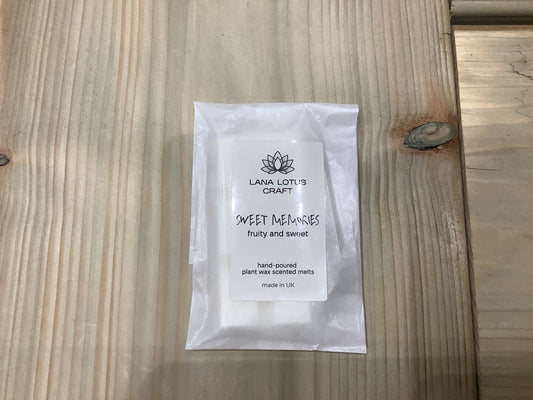 LANA LOTUS
CRAFT
SWEET MEMORIES
fruity and sweet
hand-poured
plant wax scented melts
made in UK